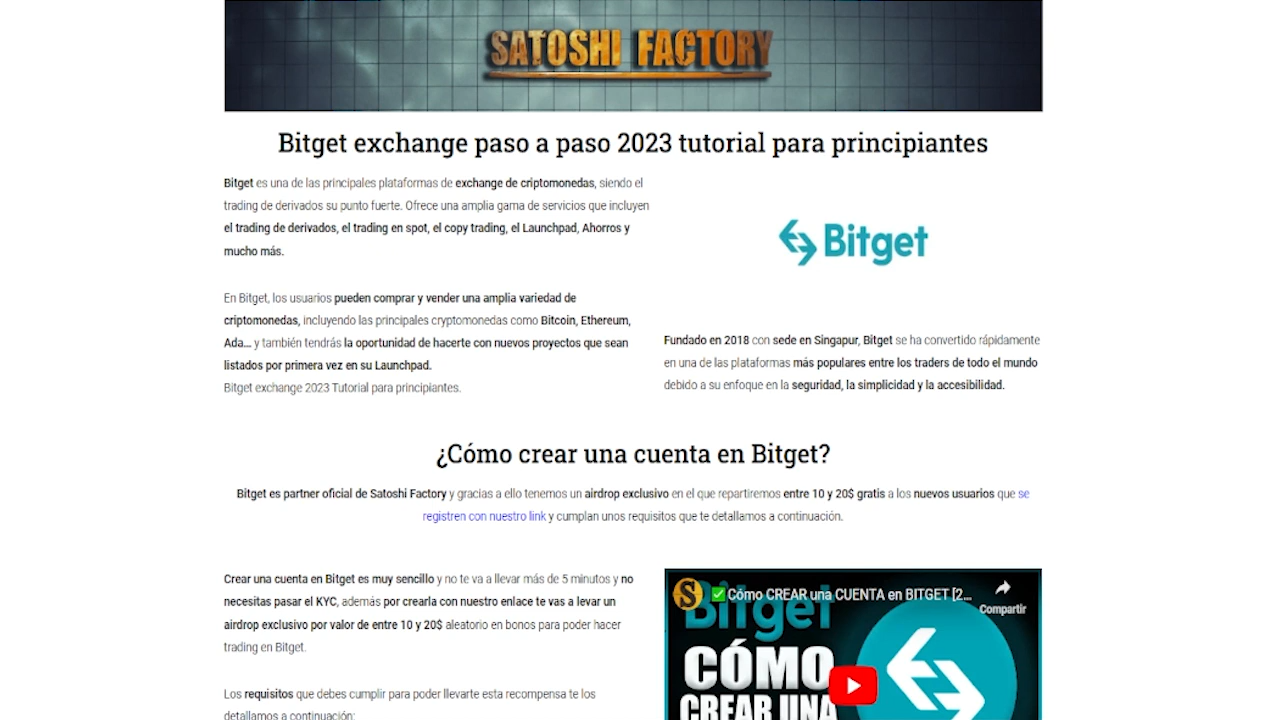 SATOSHI FACTORY
Bitget exchange paso a paso 2023 tutorial para principiantes
Bitget es una de las principales plataformas de exchange de criptomonedas, siendo el
trading de derivados su punto fuerte. Ofrece una amplia gama de servicios que incluyen
el trading de derivados, el trading en spot, el copy trading, el Launchpad, Ahorros y
mucho más.
En Bitget, los usuarios pueden comprar y vender una amplia variedad de
criptomonedas, incluyendo las principales cryptomonedas como Bitcoin, Ethereum,
Ada... y también tendrás la oportunidad de hacerte con nuevos proyectos que sean
listados por primera vez en su Launchpad.
Bitget exchange 2023 Tutorial para principiantes.
Bitget
Fundado en 2018 con sede en Singapur, Bitget se ha convertido rápidamente
en una de las plataformas más populares entre los traders de todo el mundo
debido a su enfoque en la seguridad, la simplicidad y la accesibilidad.
¿Cómo crear una cuenta en Bitget?
Bitget es partner oficial de Satoshi Factory y gracias a ello tenemos un airdrop exclusivo en el que repartiremos entre 10 y 20$ gratis a los nuevos usuarios que se
registren con nuestro link y cumplan unos requisitos que te detallamos a continuación.
Crear una cuenta en Bitget es muy sencillo y no te va a llevar más de 5 minutos y no
necesitas pasar el KYC, además por crearla con nuestro enlace te vas a levar un
airdrop exclusivo por valor de entre 10 y 20$ aleatorio en bonos para poder hacer
trading en Bitget.
Los requisitos que debes cumplir para poder llevarte esta recompensa te los
detallamos a continuación:
S
Cómo CREAR una CUENTA en BITGET [2...
Compartir
Bitget
CÓMO
CREAR UNA